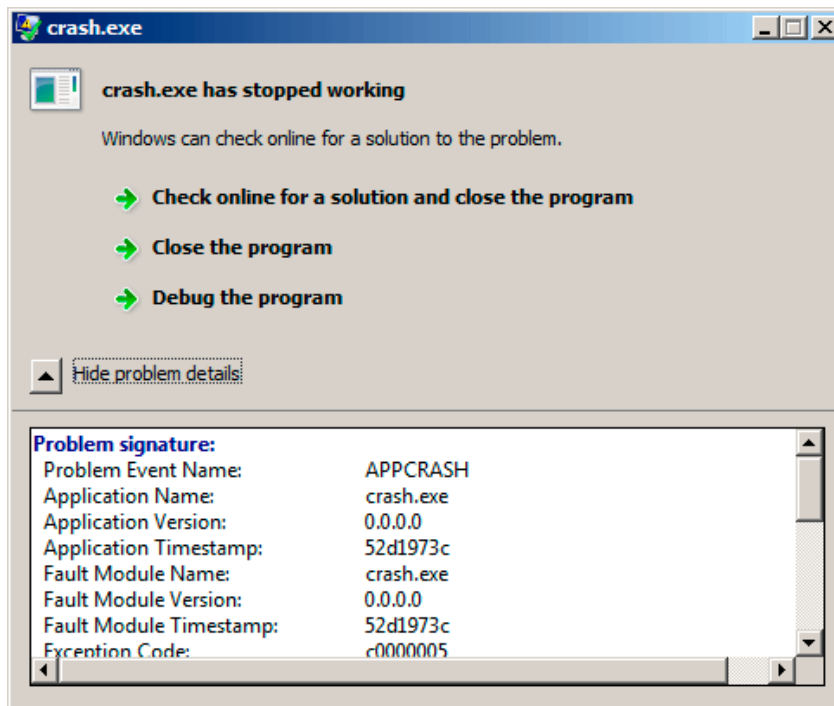 crash.exe
crash.exe has stopped working
Windows can check online for a solution to the problem.
Check online for a solution and close the program
Close the program
Debug the program
Hide problem details
Problem signature:
Problem Event Name: APPCRASH
Application Name: crash.exe
Application Version: 0.0.0.0
Application Timestamp: 52d1973c
Fault Module Name: crash.exe
Fault Module Version: 0.0.0.0
Fault Module Timestamp: 52d1973c
Exception Code: c0000005